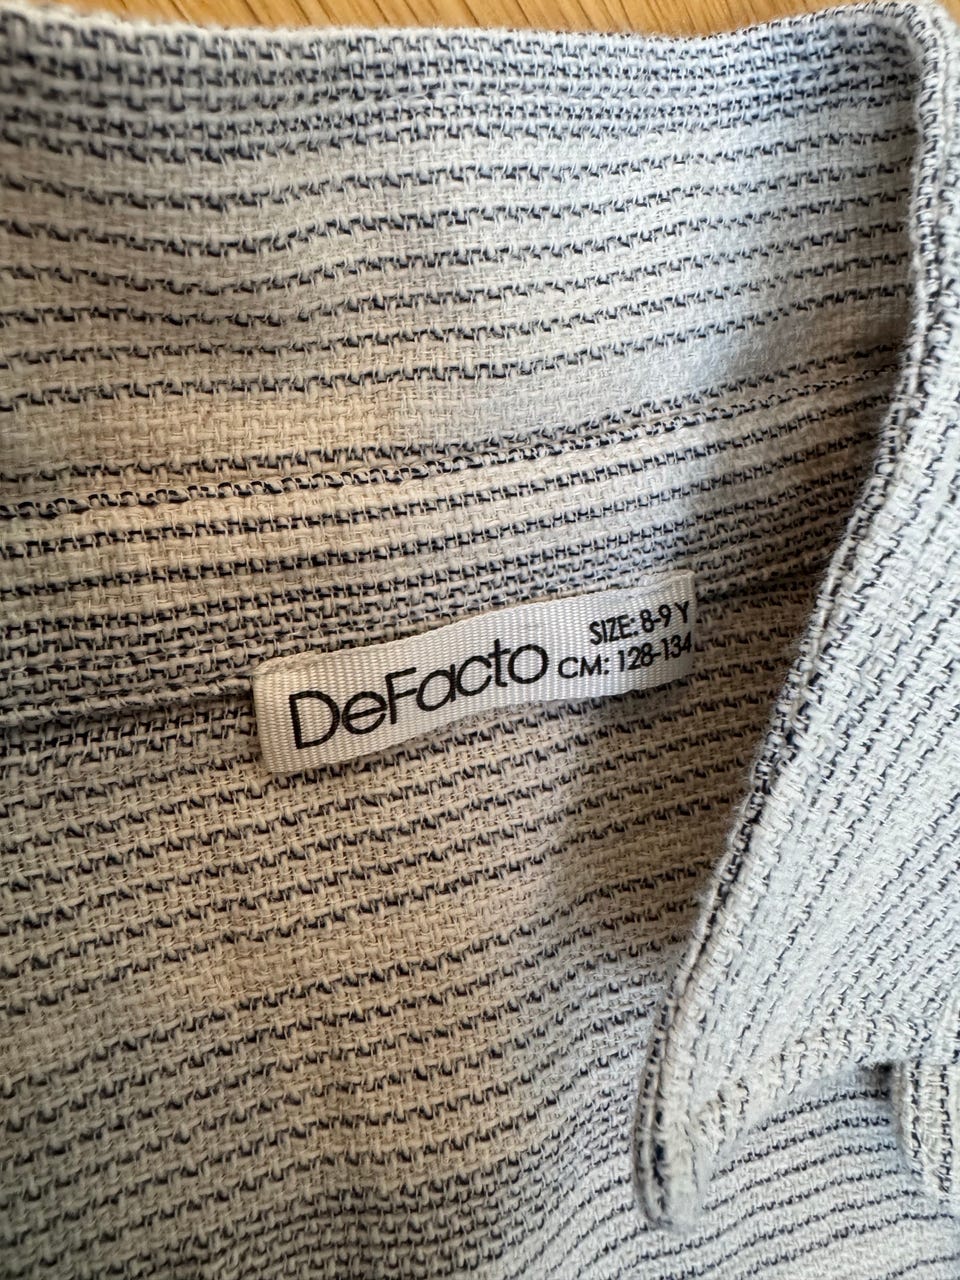 DeFacto
SIZE: 8-9 Y
CM: 128-134